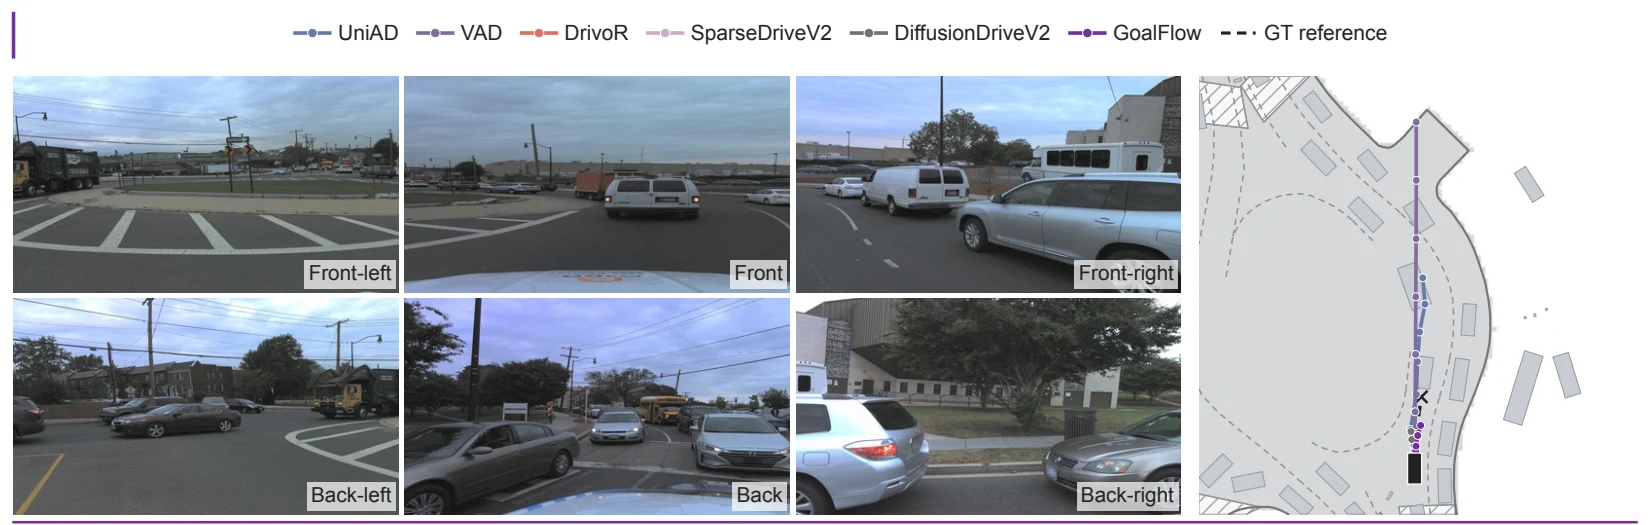 UniAD VAD DrivoR SparseDriveV2 DiffusionDriveV2 GoalFlow GT reference
Front-left
Front
Front-right
Back-left
Back
Back-right